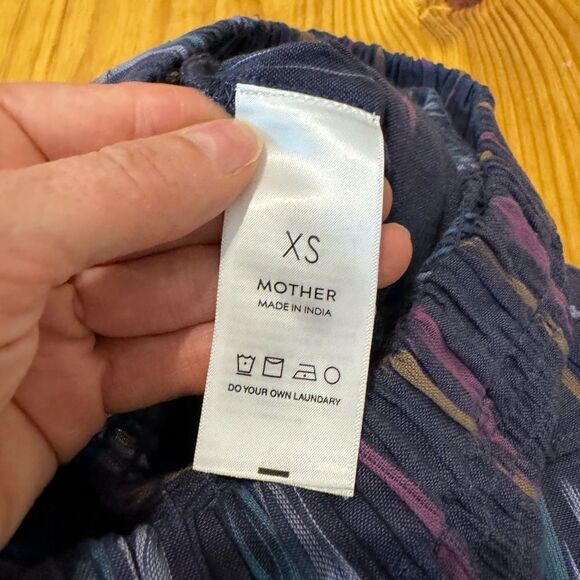 XS
MOTHER
MADE IN INDIA
DO YOUR OWN LAUNDARY